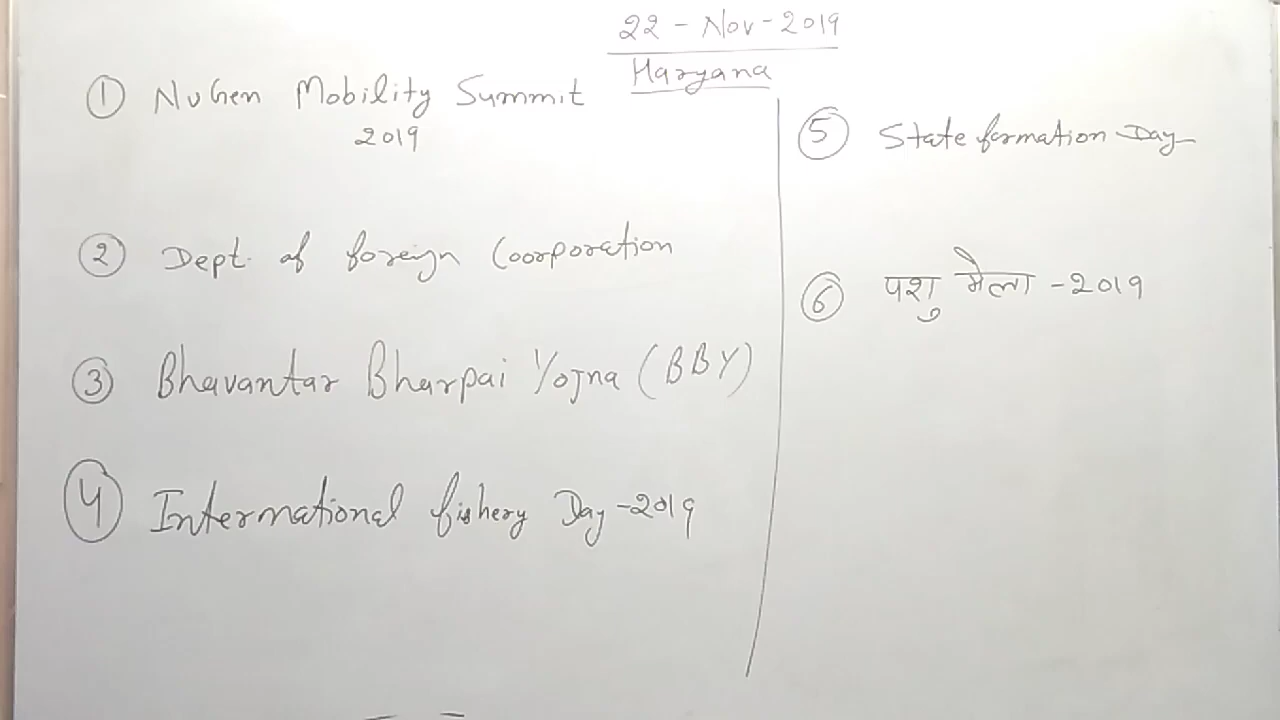 22 - Nov - 2019
Haryana
① NuGen Mobility Summit
2019
② Dept. of foreign Coorporation
③ Bhavantar Bharpai Yojna (BBY)
④ International fishery Day - 2019
⑤ State formation Day
⑥ पशु मेला - 2019